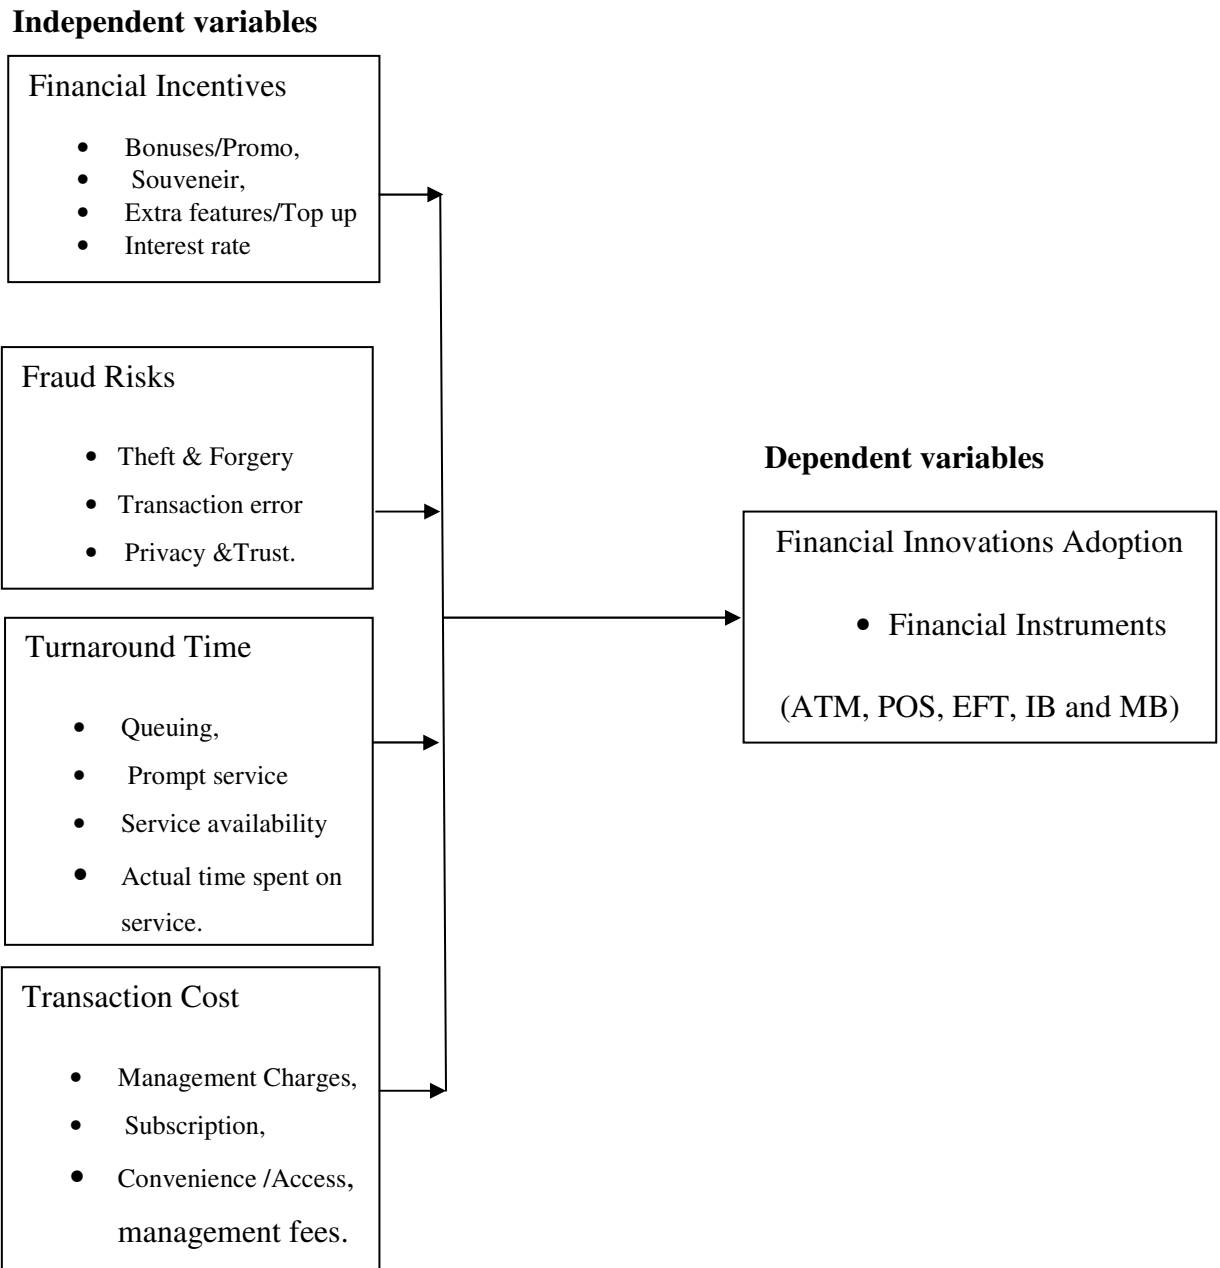 Independent variables
Financial Incentives
• Bonuses/Promo,
• Souveneir,
• Extra features/Top up
• Interest rate
Fraud Risks
• Theft & Forgery
• Transaction error
• Privacy &Trust.
Turnaround Time
• Queuing,
• Prompt service
• Service availability
• Actual time spent on
service.
Transaction Cost
• Management Charges,
• Subscription,
• Convenience /Access,
management fees.
Dependent variables
Financial Innovations Adoption
• Financial Instruments
(ATM, POS, EFT, IB and MB)